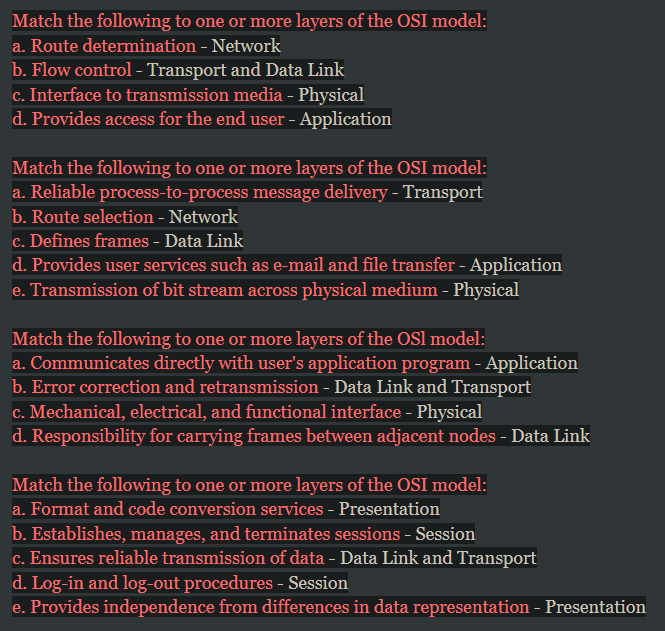 Match the following to one or more layers of the OSI model:
a. Route determination - Network
b. Flow control - Transport and Data Link
c. Interface to transmission media - Physical
d. Provides access for the end user - Application
Match the following to one or more layers of the OSI model:
a. Reliable process-to-process message delivery - Transport
b. Route selection - Network
c. Defines frames - Data Link
d. Provides user services such as e-mail and file transfer - Application
e. Transmission of bit stream across physical medium - Physical
Match the following to one or more layers of the OSl model:
a. Communicates directly with user's application program - Application
b. Error correction and retransmission - Data Link and Transport
c. Mechanical, electrical, and functional interface - Physical
d. Responsibility for carrying frames between adjacent nodes - Data Link
Match the following to one or more layers of the OSI model:
a. Format and code conversion services - Presentation
b. Establishes, manages, and terminates sessions - Session
c. Ensures reliable transmission of data - Data Link and Transport
d. Log-in and log-out procedures - Session
e. Provides independence from differences in data representation - Presentation